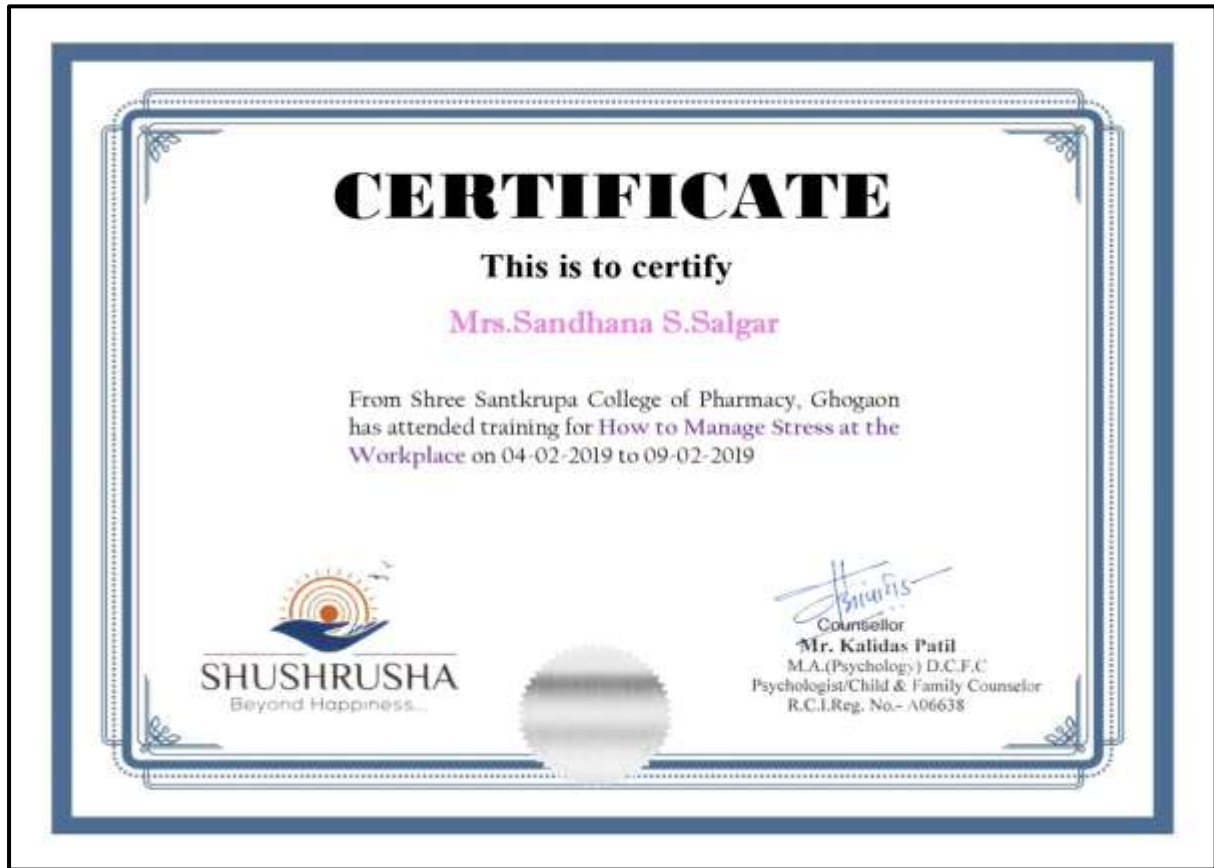 CERTIFICATE
This is to certify
Mrs.Sandhana S.Salgar
From Shree Santkrupa College of Pharmacy, Ghogaon
has attended training for How to Manage Stress at the
Workplace on 04-02-2019 to 09-02-2019
SHUSHRUSHA
Beyond Happiness...
Counsellor
Mr. Kalidas Patil
M.A.(Psychology) D.C.F.C
Psychologist/Child & Family Counselor
R.C.I.Reg. No.- A06638